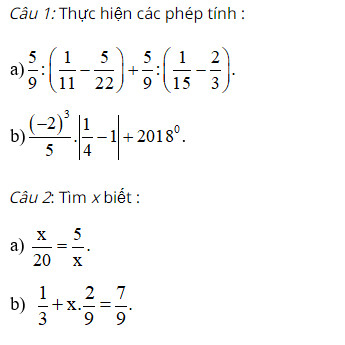 Câu 1: Thực hiện các phép tính :
a) \frac{5}{9}:\left(\frac{1}{11}-\frac{5}{22}\right)+\frac{5}{9}:\left(\frac{1}{15}-\frac{2}{3}\right).
b) \frac{(-2)^3}{5}.\left|\frac{1}{4}-1\right|+2018^0.
Câu 2: Tìm x biết :
a) \frac{x}{20}=\frac{5}{x}.
b) \frac{1}{3}+x.\frac{2}{9}=\frac{7}{9}.